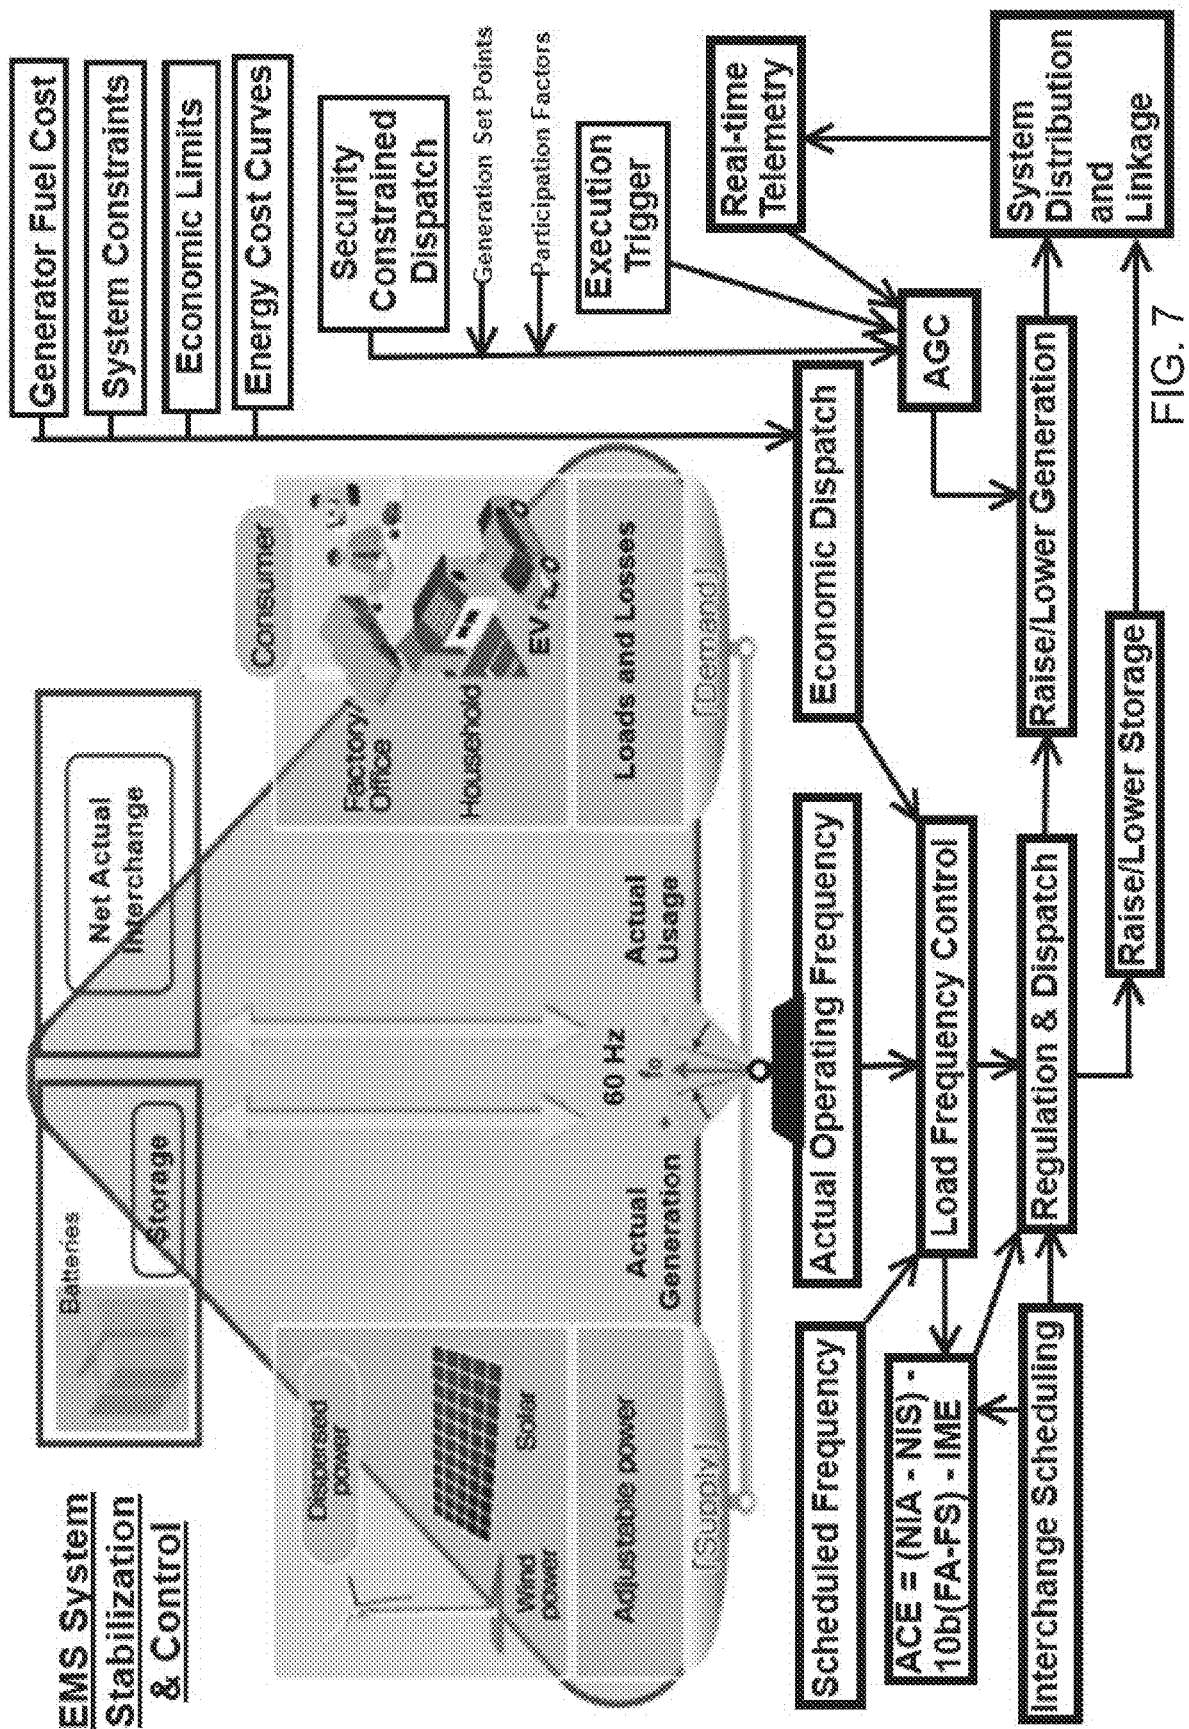 EMS System
Stabilization
& Control
Batteries
Storage
Net Actual
Interchange
Generator Fuel Cost
System Constraints
Economic Limits
Energy Cost Curves
Dispersed
power
Wind
power
Solar
Adjustable power
[Supply]
Actual
Generation
60 Hz
f0
Actual
Usage
Consumer
Factory/
Office
Household
EV
Loads and Losses
[Demand]
Security
Constrained
Dispatch
Generation Set Points
Participation Factors
Execution
Trigger
Real-time
Telemetry
Scheduled Frequency
Actual Operating Frequency
Economic Dispatch
AGC
ACE = (NIA - NIS) -
10b(FA-FS) - IME
Load Frequency Control
Interchange Scheduling
Regulation & Dispatch
Raise/Lower Generation
System
Distribution
and
Linkage
Raise/Lower Storage
FIG. 7